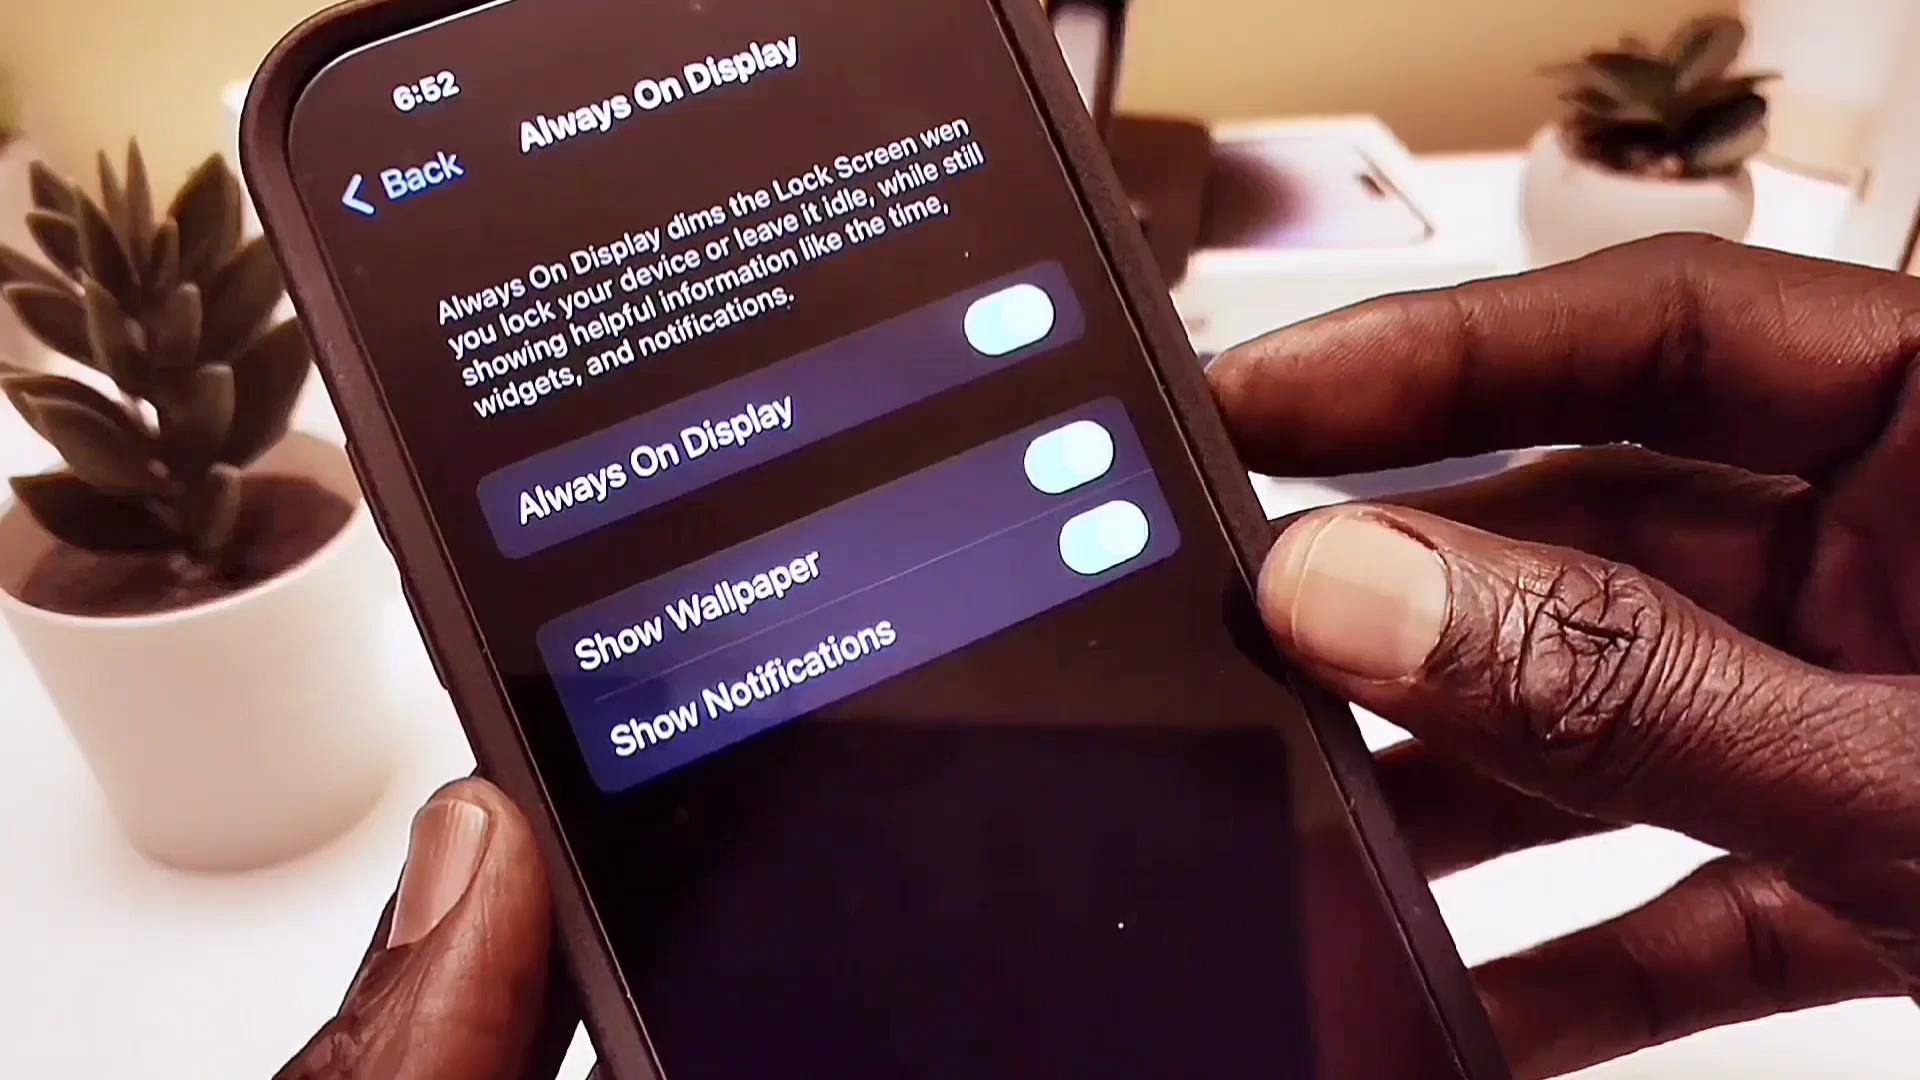 6:52
Always On Display
Back
Always On Display dims the Lock Screen wen
you lock your device or leave it idle, while still
showing helpful information like the time,
widgets, and notifications.
Always On Display
Show Wallpaper
Show Notifications